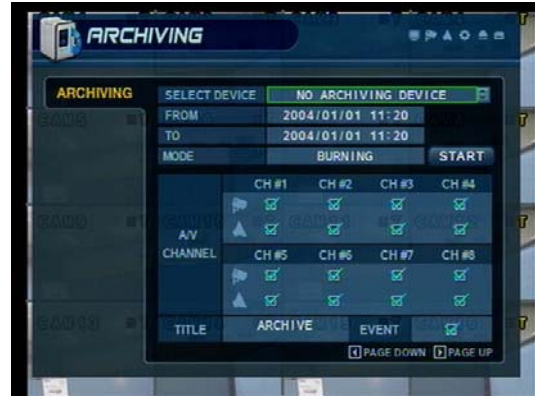 ARCHIVING
ARCHIVING
SELECT DEVICE NO ARCHIVING DEVICE
FROM 2004/01/01 11:20
TO 2004/01/01 11:20
MODE BURNING START
CH #1 CH #2 CH #3 CH #4
A/V CHANNEL
CH #5 CH #6 CH #7 CH #8
TITLE ARCHIVE EVENT
PAGE DOWN PAGE UP